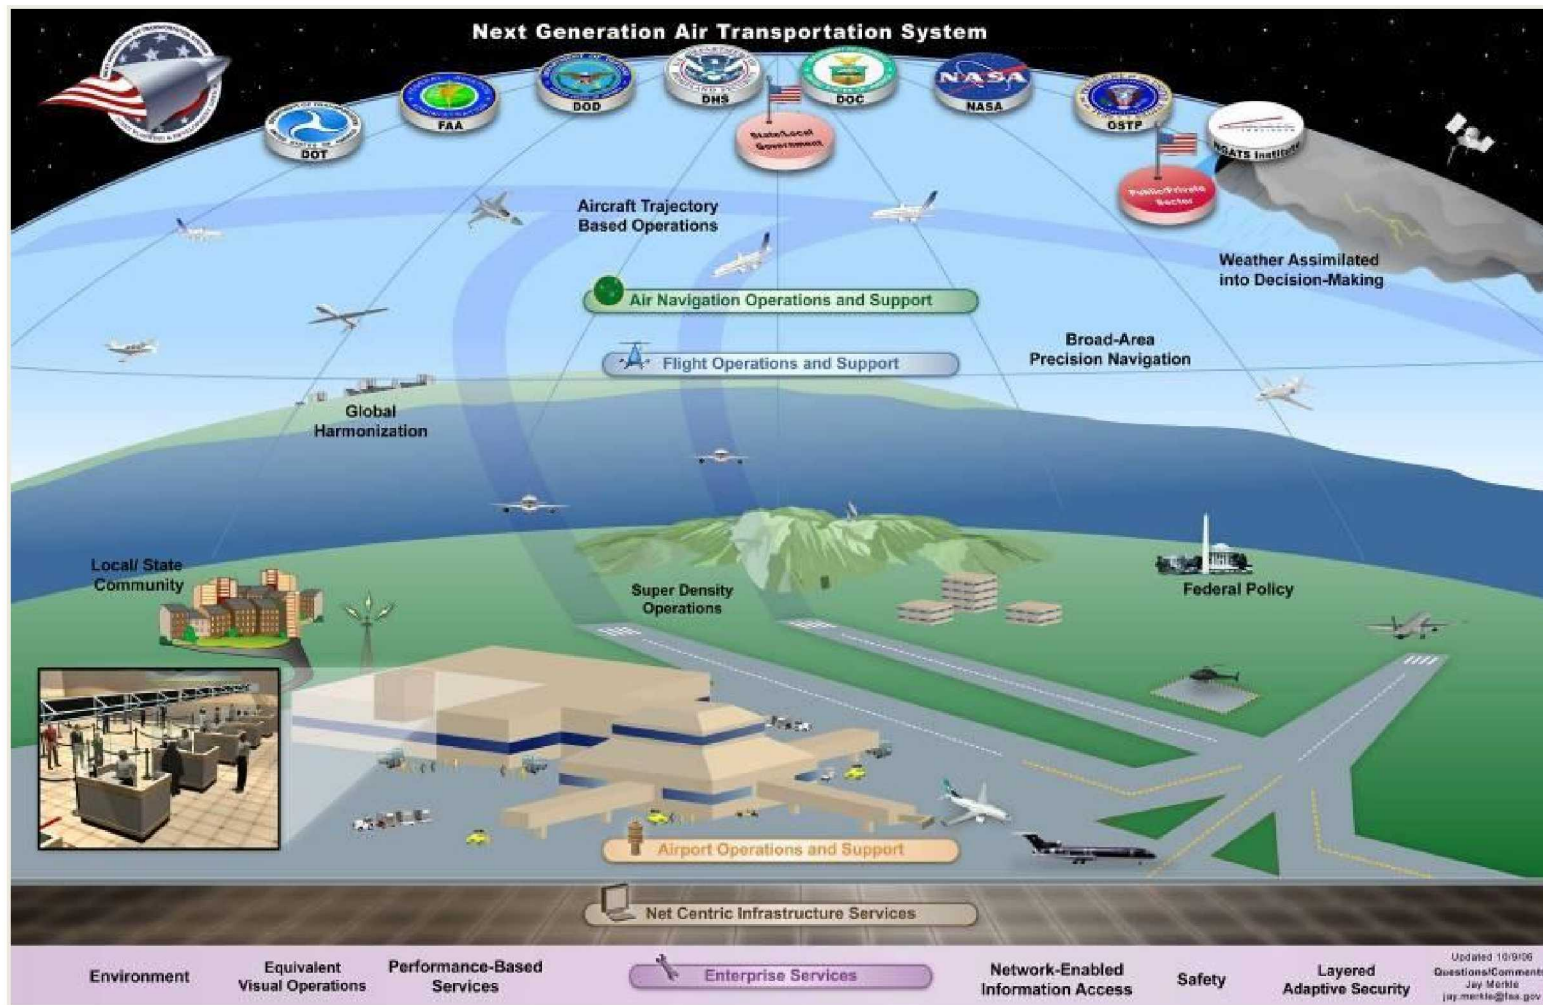 Next Generation Air Transportation System
DOT
FAA
DOD
DHS
DOC
NASA
NASA
OSTP
NGATS Institute
State/Local
Government
Public/Private
Sector
Aircraft Trajectory
Based Operations
Weather Assimilated
into Decision-Making
Air Navigation Operations and Support
Broad-Area
Precision Navigation
Flight Operations and Support
Global
Harmonization
Local/ State
Community
Super Density
Operations
Federal Policy
Airport Operations and Support
Net Centric Infrastructure Services
Environment
Equivalent
Visual Operations
Performance-Based
Services
Enterprise Services
Network-Enabled
Information Access
Safety
Layered
Adaptive Security
Updated 10/9/06
Questions/Comments
Jay Merkle
jay.merkle@faa.gov